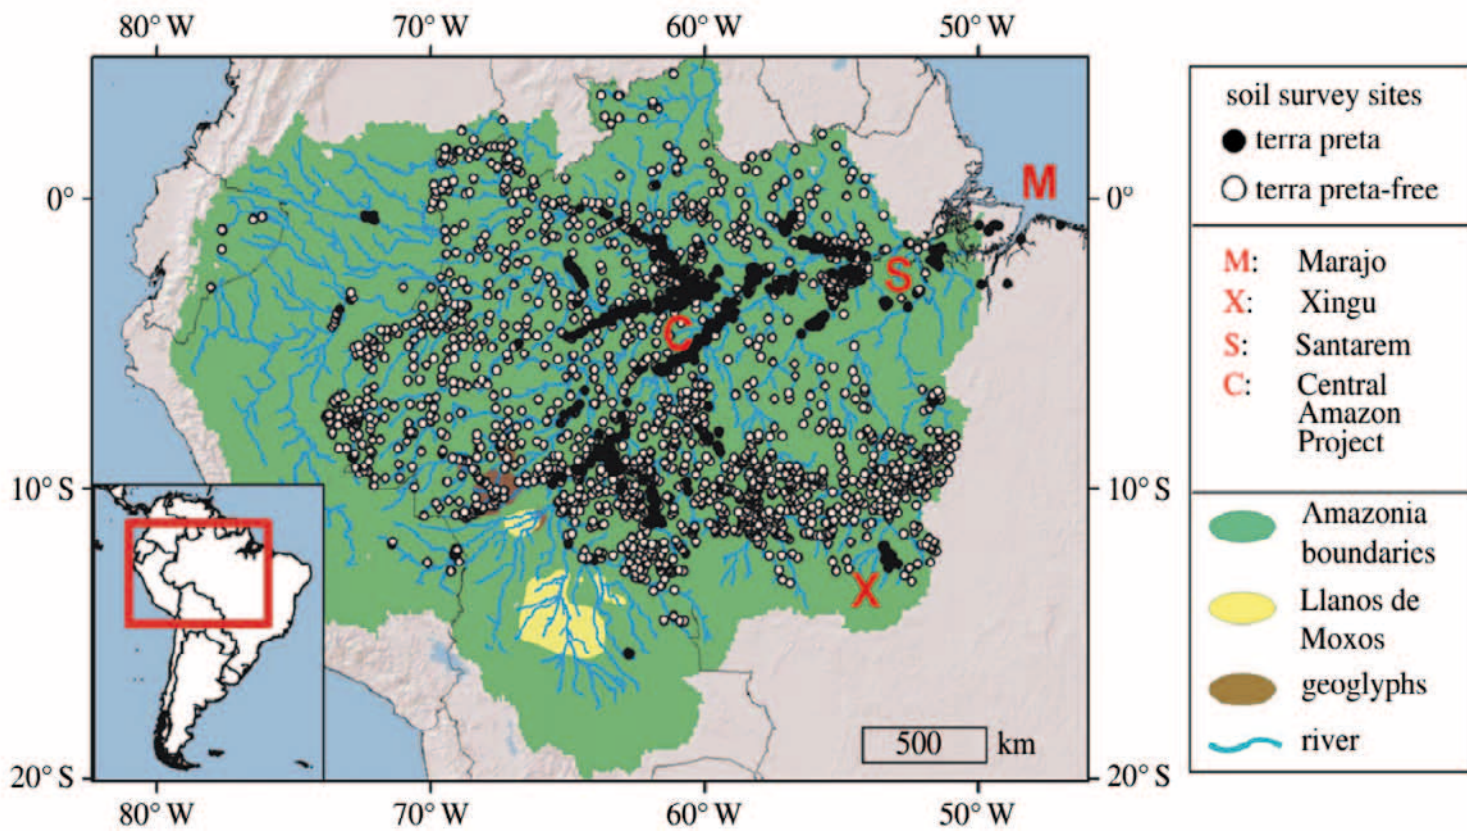 80° W 70° W 60° W 50° W
0°
10° S
20° S
0°
10° S
20° S
80° W 70° W 60° W 50° W
M
S
C
X
500 km
soil survey sites
terra preta
terra preta-free
M: Marajo
X: Xingu
S: Santarem
C: Central
Amazon
Project
Amazonia
boundaries
Llanos de
Moxos
geoglyphs
river